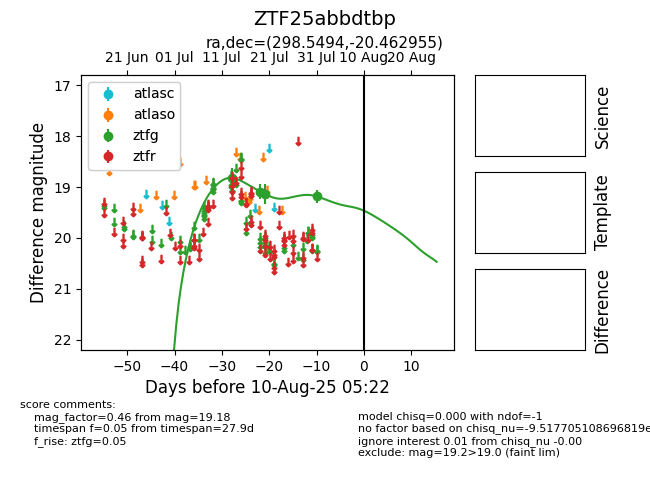 ZTF25abbdtbp
ra,dec=(298.5494,-20.462955)
21 Jun 01 Jul 11 Jul 21 Jul 31 Jul 10 Aug 20 Aug
atlasc
atlaso
ztfg
ztfr
17
18
19
20
21
22
Difference magnitude
−50 −40 −30 −20 −10 0 10
Days before 10-Aug-25 05:22
Science
Template
Difference
score comments:
mag_factor=0.46 from mag=19.18
timespan f=0.05 from timespan=27.9d
f_rise: ztfg=0.05
model chisq=0.000 with ndof=-1
no factor based on chisq_nu=-9.517705108696819e
ignore interest 0.01 from chisq_nu -0.00
exclude: mag=19.2>19.0 (faint lim)